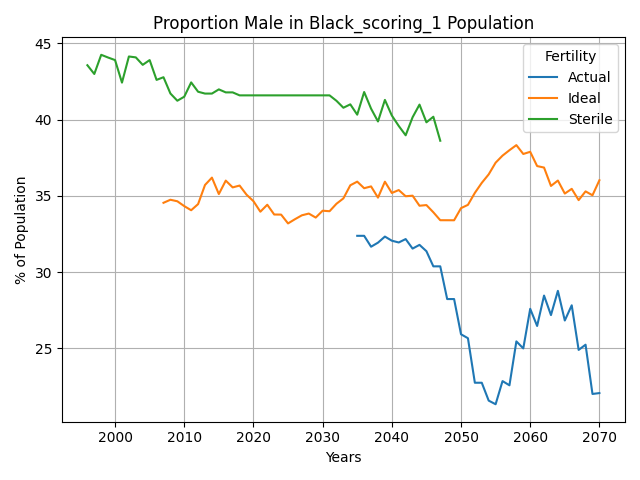 Proportion Male in Black_scoring_1 Population
Fertility
Actual
Ideal
Sterile
% of Population
45
40
35
30
25
2000
2010
2020
2030
2040
2050
2060
2070
Years